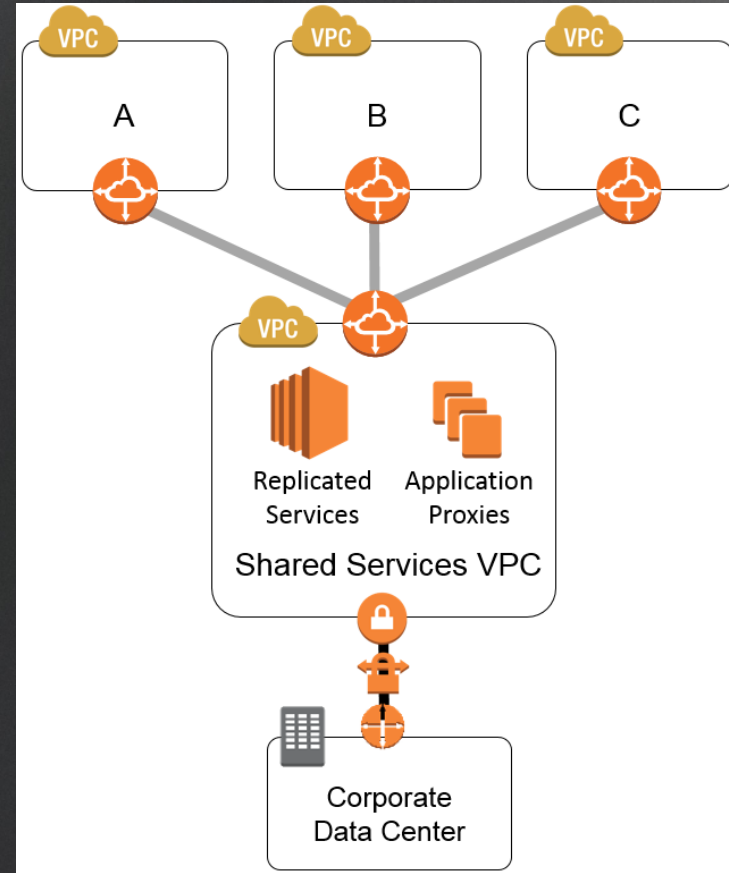 VPC
VPC
VPC
A
B
C
VPC
Replicated
Services
Application
Proxies
Shared Services VPC
Corporate
Data Center